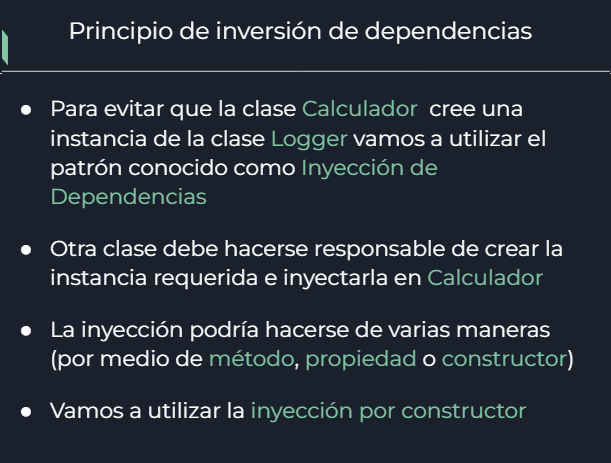 Principio de inversión de dependencias
● Para evitar que la clase Calculador cree una
instancia de la clase Logger vamos a utilizar el
patrón conocido como Inyección de
Dependencias
● Otra clase debe hacerse responsable de crear la
instancia requerida e inyectarla en Calculador
● La inyección podría hacerse de varias maneras
(por medio de método, propiedad o constructor)
● Vamos a utilizar la inyección por constructor